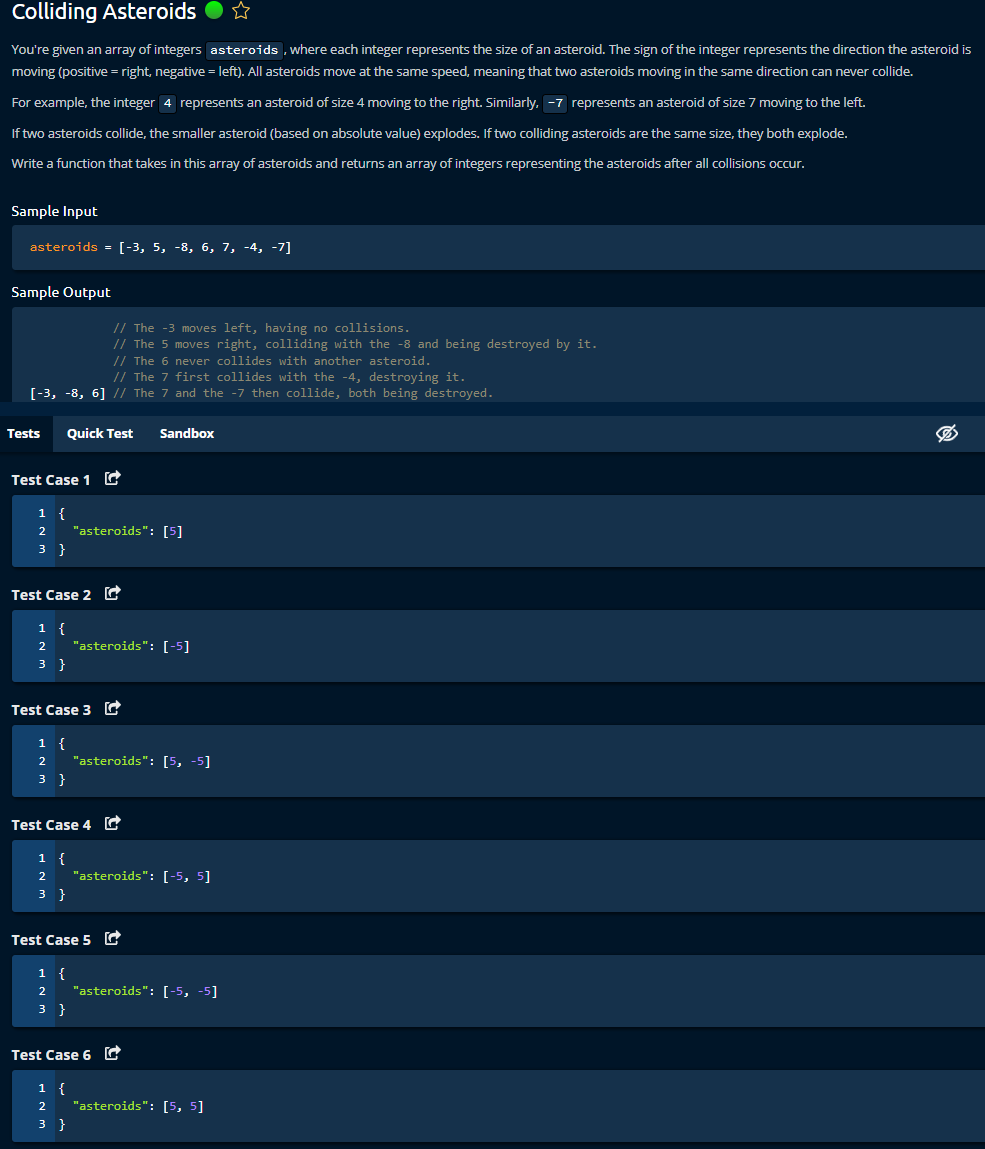 Colliding Asteroids
You're given an array of integers asteroids, where each integer represents the size of an asteroid. The sign of the integer represents the direction the asteroid is
moving (positive = right, negative = left). All asteroids move at the same speed, meaning that two asteroids moving in the same direction can never collide.
For example, the integer 4 represents an asteroid of size 4 moving to the right. Similarly, -7 represents an asteroid of size 7 moving to the left.
If two asteroids collide, the smaller asteroid (based on absolute value) explodes. If two colliding asteroids are the same size, they both explode.
Write a function that takes in this array of asteroids and returns an array of integers representing the asteroids after all collisions occur.
Sample Input
asteroids = [-3, 5, -8, 6, 7, -4, -7]
Sample Output
// The -3 moves left, having no collisions.
// The 5 moves right, colliding with the -8 and being destroyed by it.
// The 6 never collides with another asteroid.
// The 7 first collides with the -4, destroying it.
[-3, -8, 6] // The 7 and the -7 then collide, both being destroyed.
Tests Quick Test Sandbox
Test Case 1
1 {
2 "asteroids": [5]
3 }
Test Case 2
1 {
2 "asteroids": [-5]
3 }
Test Case 3
1 {
2 "asteroids": [5, -5]
3 }
Test Case 4
1 {
2 "asteroids": [-5, 5]
3 }
Test Case 5
1 {
2 "asteroids": [-5, -5]
3 }
Test Case 6
1 {
2 "asteroids": [5, 5]
3 }